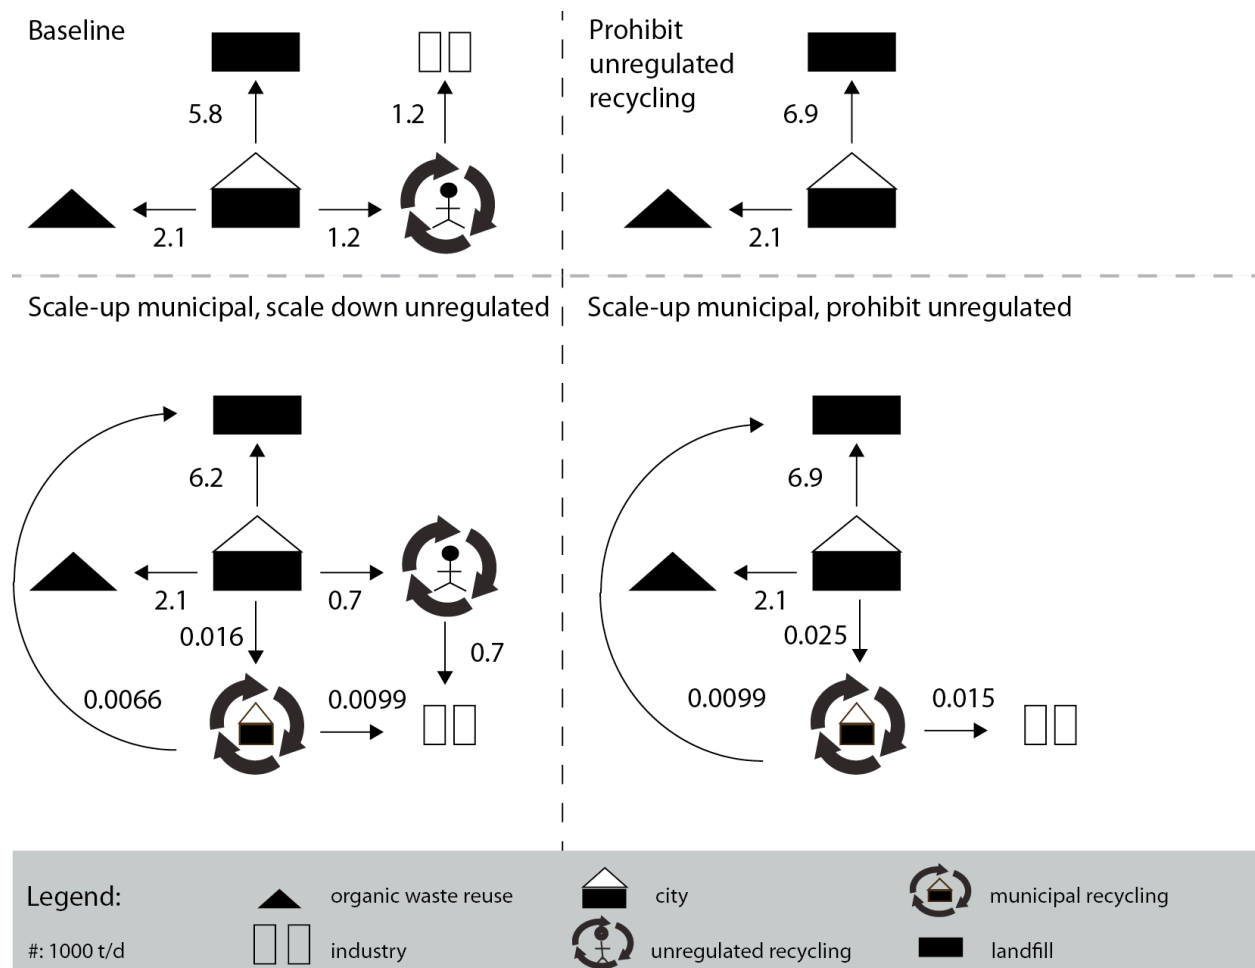 Baseline
5.8
1.2
2.1
1.2
Prohibit
unregulated
recycling
6.9
2.1
Scale-up municipal, scale down unregulated
6.2
2.1
0.7
0.016
0.7
0.0066
0.0099
Scale-up municipal, prohibit unregulated
6.9
2.1
0.025
0.0099
0.015
Legend:
organic waste reuse
city
municipal recycling
#: 1000 t/d
industry
unregulated recycling
landfill